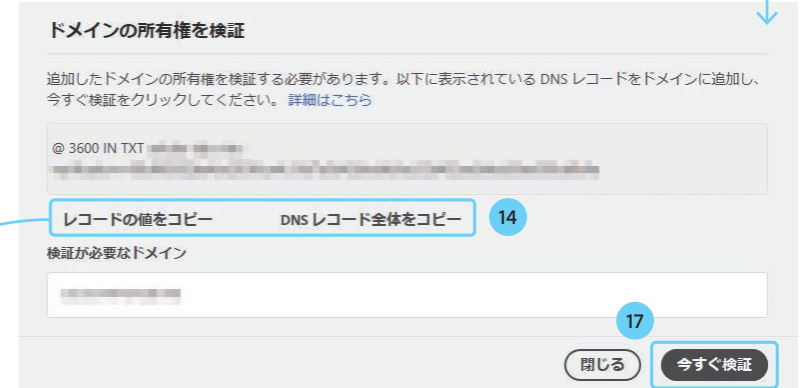 ドメインの所有権を検証
追加したドメインの所有権を検証する必要があります。以下に表示されている DNS レコードをドメインに追加し、
今すぐ検証をクリックしてください。 詳細はこちら
@ 3600 IN TXT
レコードの値をコピー DNS レコード全体をコピー 14
検証が必要なドメイン
17
閉じる 今すぐ検証